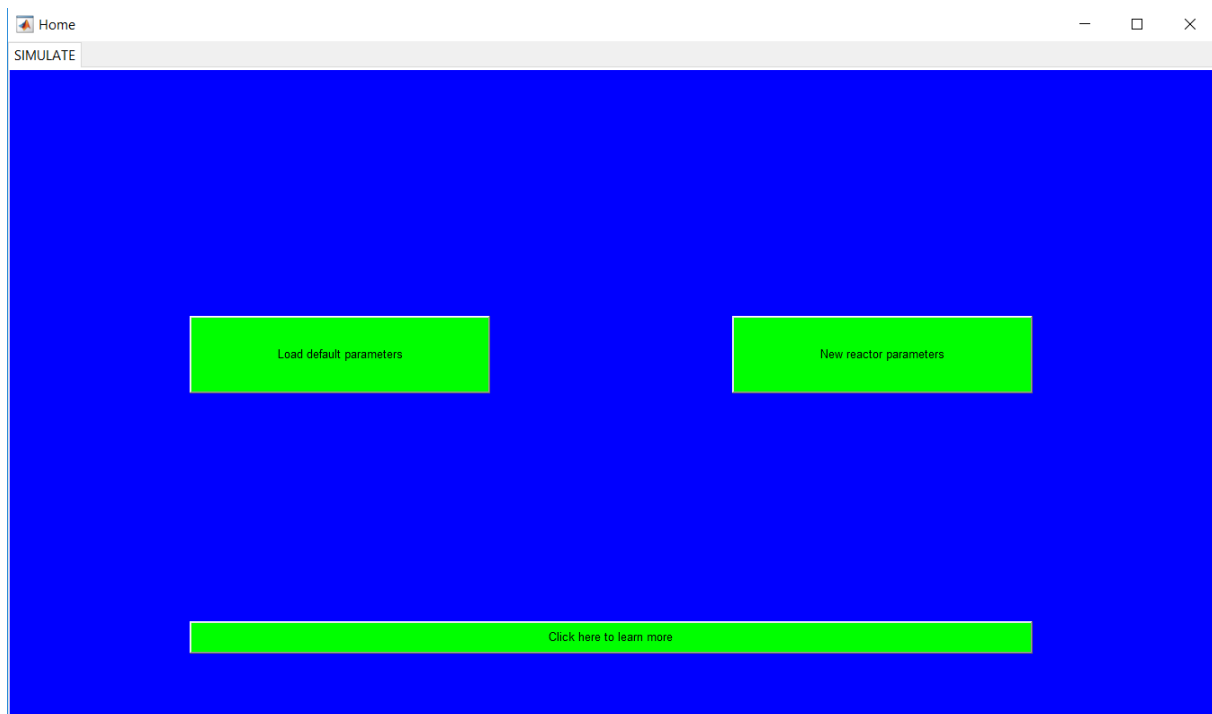 Home
SIMULATE
Load default parameters
New reactor parameters
Click here to learn more